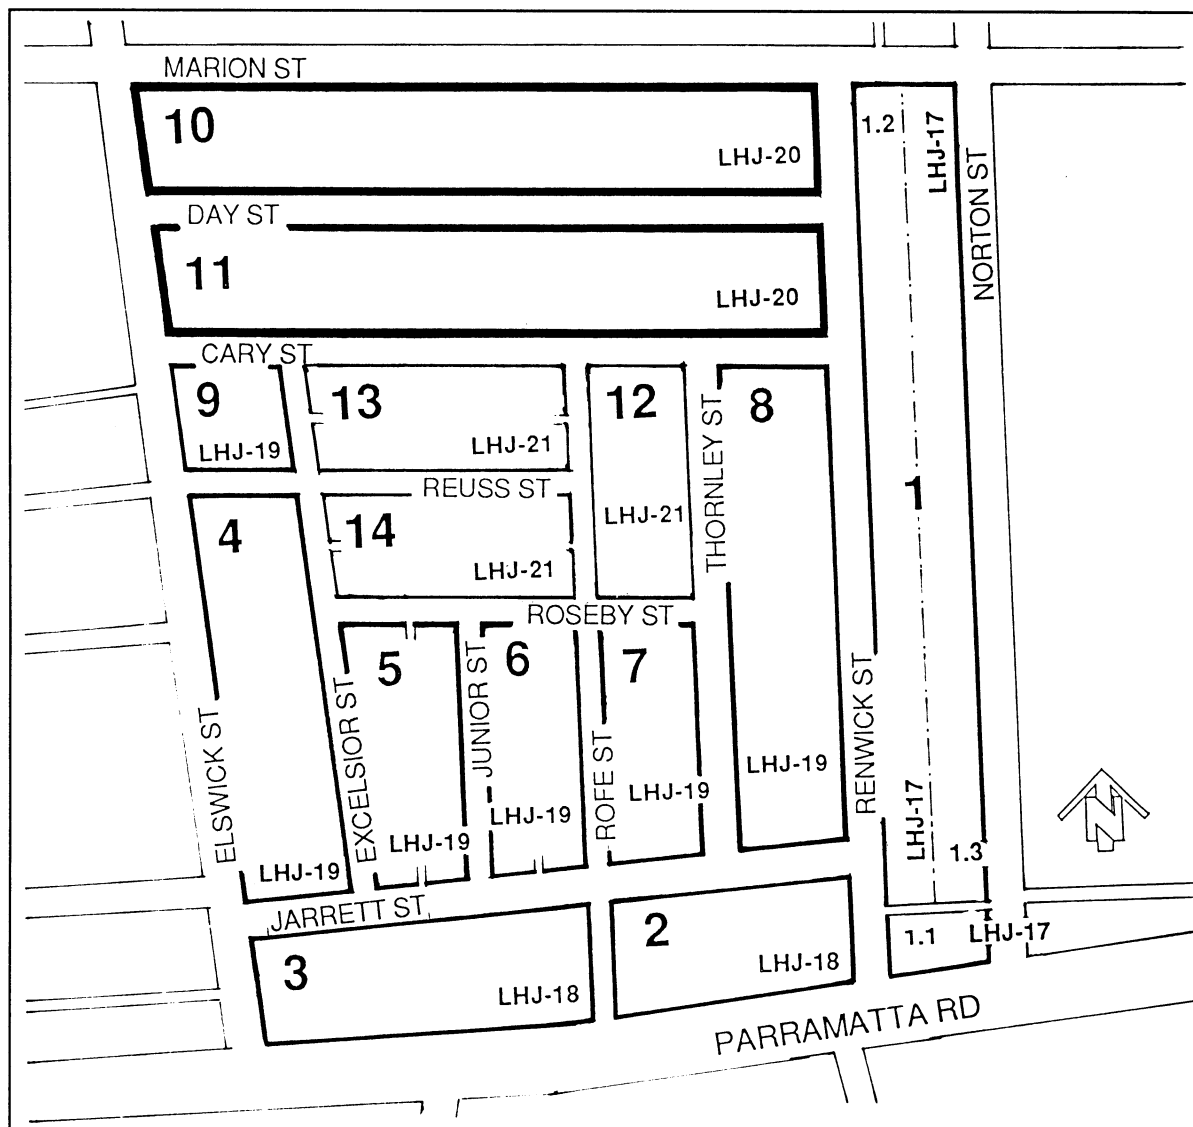 MARION ST
10
LHJ-20
1.2
LHJ-17
NORTON ST
DAY ST
11
LHJ-20
CARY ST
9
LHJ-19
13
LHJ-21
12
LHJ-21
THORNLEY ST
8
LHJ-19
1
REUSS ST
4
LHJ-19
14
LHJ-21
ROSEBY ST
ELSWICK ST
EXCELSIOR ST
5
LHJ-19
JUNIOR ST
6
LHJ-19
ROFE ST
7
LHJ-19
RENWICK ST
LHJ-17
1.3
N
JARRETT ST
3
LHJ-18
2
LHJ-18
1.1
LHJ-17
PARRAMATTA RD